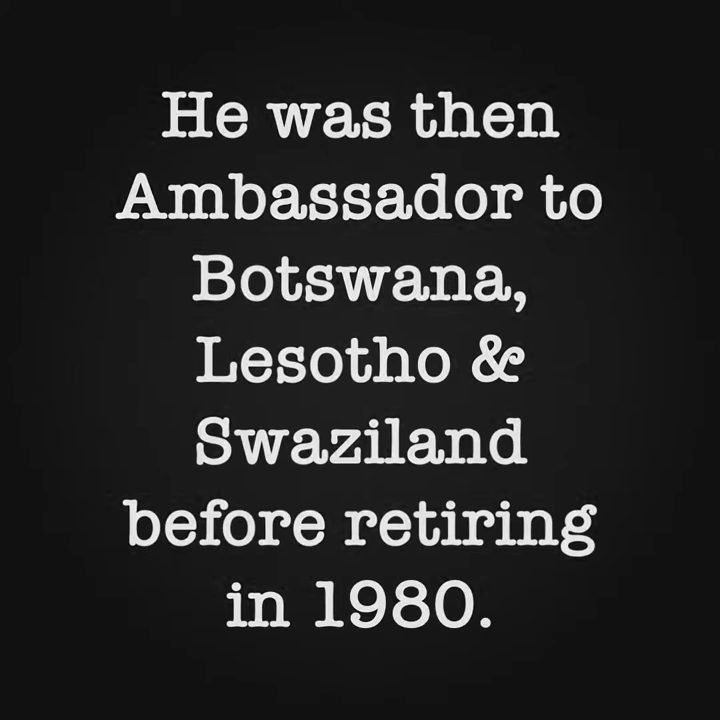 He was then
Ambassador to
Botswana,
Lesotho &
Swaziland
before retiring
in 1980.